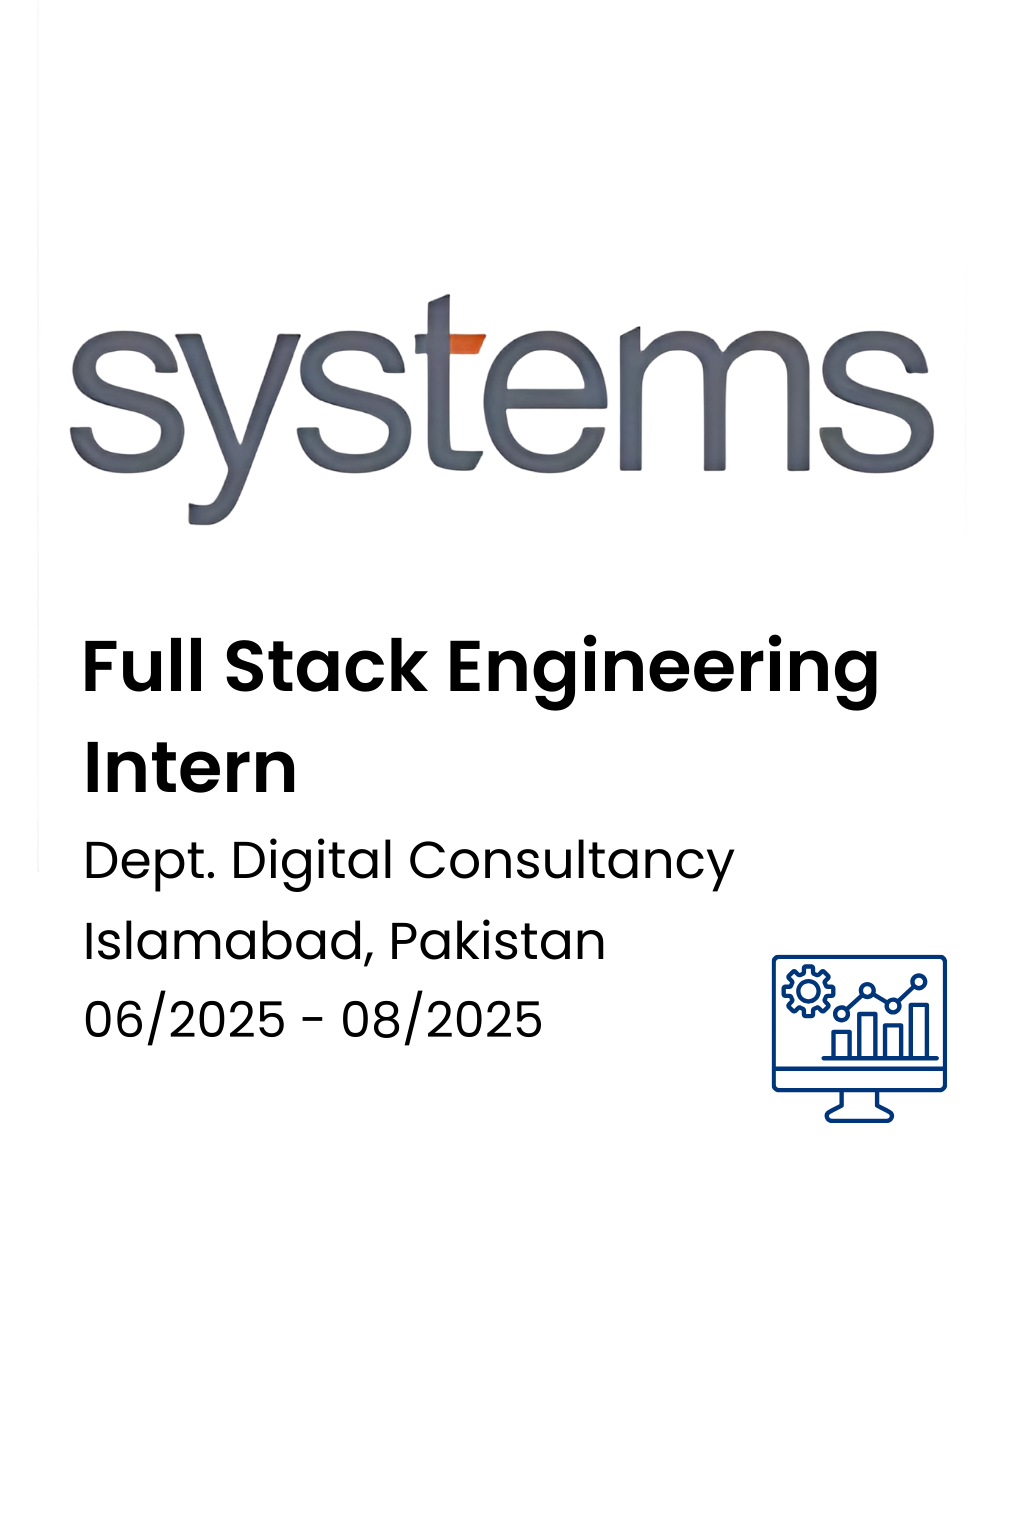 systems
Full Stack Engineering
Intern
Dept. Digital Consultancy
Islamabad, Pakistan
06/2025 - 08/2025